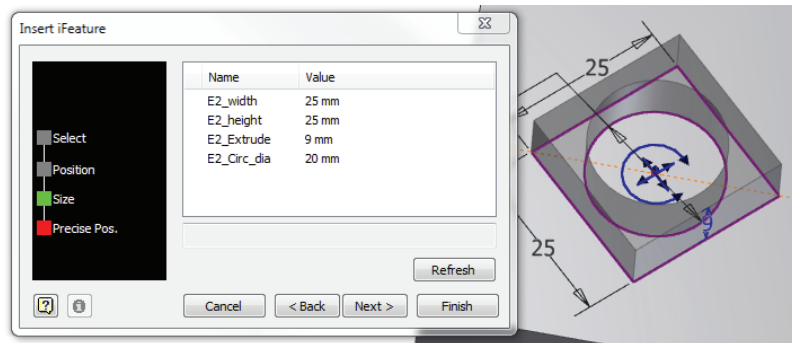 Insert iFeature
Select
Position
Size
Precise Pos.
Name Value
E2_width 25 mm
E2_height 25 mm
E2_Extrude 9 mm
E2_Circ_dia 20 mm
Refresh
Cancel < Back Next > Finish
25
25
9